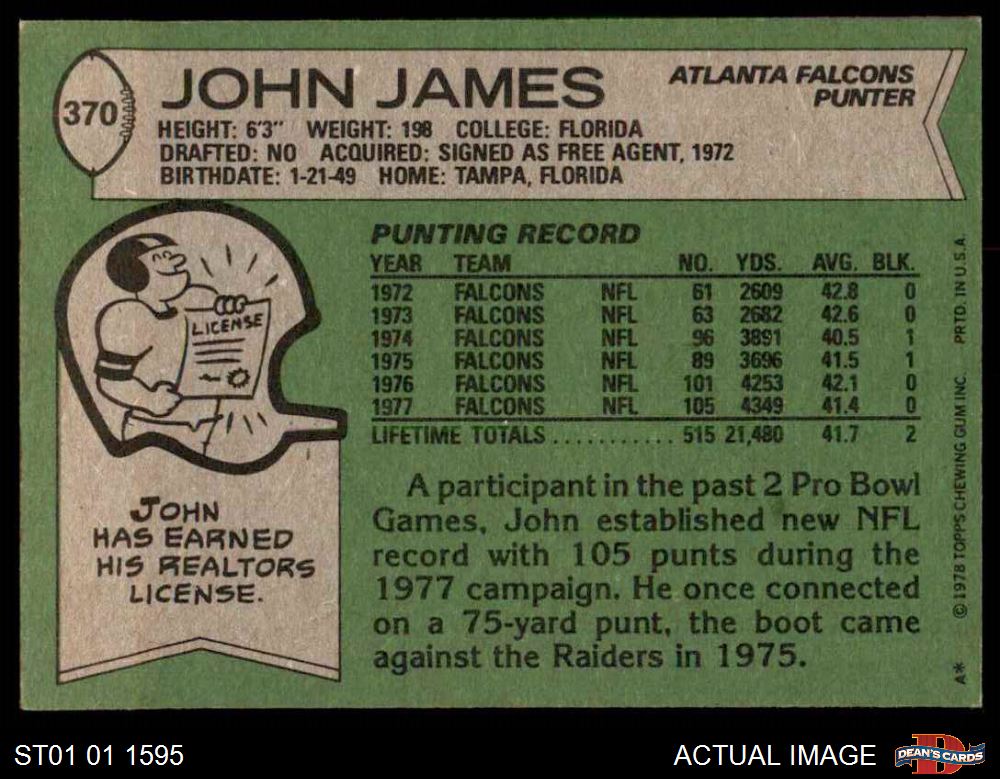 370
JOHN JAMES
ATLANTA FALCONS
PUNTER
HEIGHT: 6'3" WEIGHT: 198 COLLEGE: FLORIDA
DRAFTED: NO ACQUIRED: SIGNED AS FREE AGENT, 1972
BIRTHDATE: 1-21-49 HOME: TAMPA, FLORIDA
LICENSE
JOHN
HAS EARNED
HIS REALTORS
LICENSE.
PUNTING RECORD
YEAR TEAM NO. YDS. AVG. BLK.
1972 FALCONS NFL 61 2609 42.8 0
1973 FALCONS NFL 63 2682 42.6 0
1974 FALCONS NFL 96 3891 40.5 1
1975 FALCONS NFL 89 3696 41.5 1
1976 FALCONS NFL 101 4253 42.1 0
1977 FALCONS NFL 105 4349 41.4 0
LIFETIME TOTALS ............ 515 21,480 41.7 2
A participant in the past 2 Pro Bowl
Games, John established new NFL
record with 105 punts during the
1977 campaign. He once connected
on a 75-yard punt, the boot came
against the Raiders in 1975.
A* © 1978 TOPPS CHEWING GUM INC. PRTD. IN U.S.A.
ST01 01 1595
ACTUAL IMAGE
D
DEAN'S CARDS